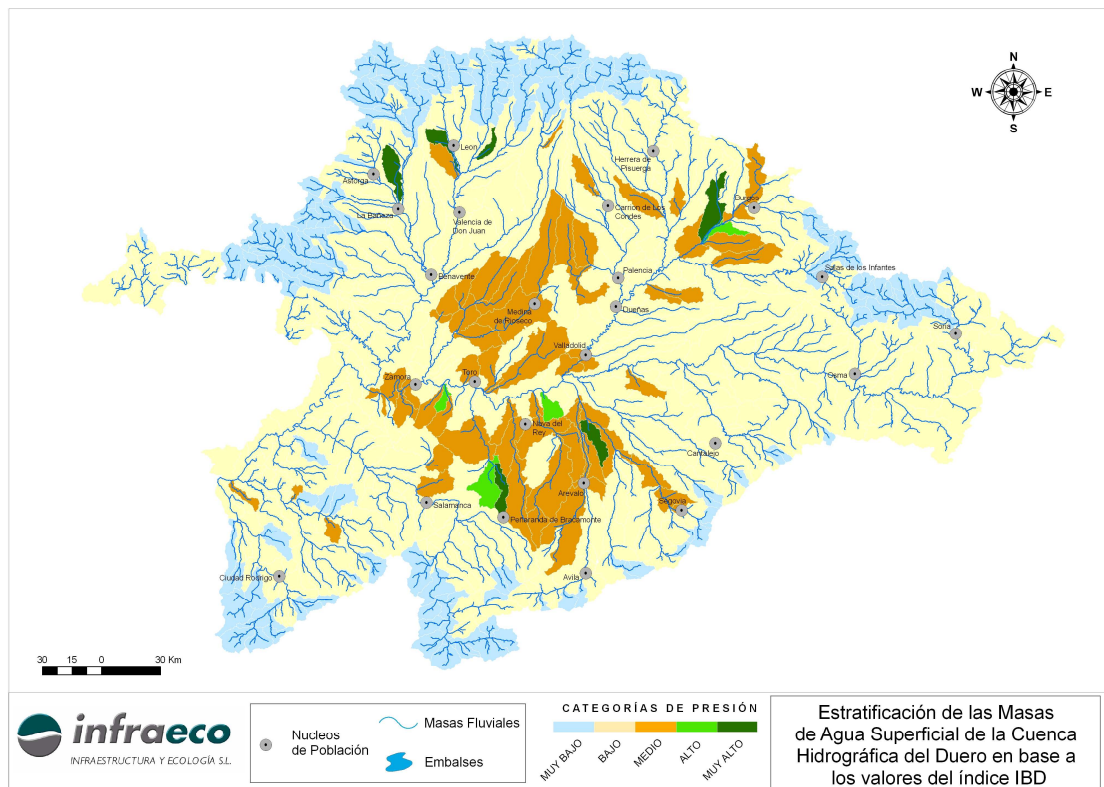 N
W
E
S
Leon
Astorga
La Bañeza
Valencia de
Don Juan
Herrera de
Pisuerga
Burgos
Carrion de Los
Condes
Benavente
Palencia
Salas de los Infantes
Dueñas
Medina
de Rioseco
Soria
Valladolid
Osma
Zamora
Toro
Nava del
Rey
Cantalejo
Arevalo
Segovia
Salamanca
Peñaranda de Bracamonte
Ciudad Rodrigo
Avila
30 15 0 30 Km
infraeco
INFRAESTRUCTURA Y ECOLOGÍA S.L.
Núcleos
de Población
Masas Fluviales
Embalses
CATEGORÍAS DE PRESIÓN
MUY BAJO
BAJO
MEDIO
ALTO
MUY ALTO
Estratificación de las Masas
de Agua Superficial de la Cuenca
Hidrográfica del Duero en base a
los valores del índice IBD